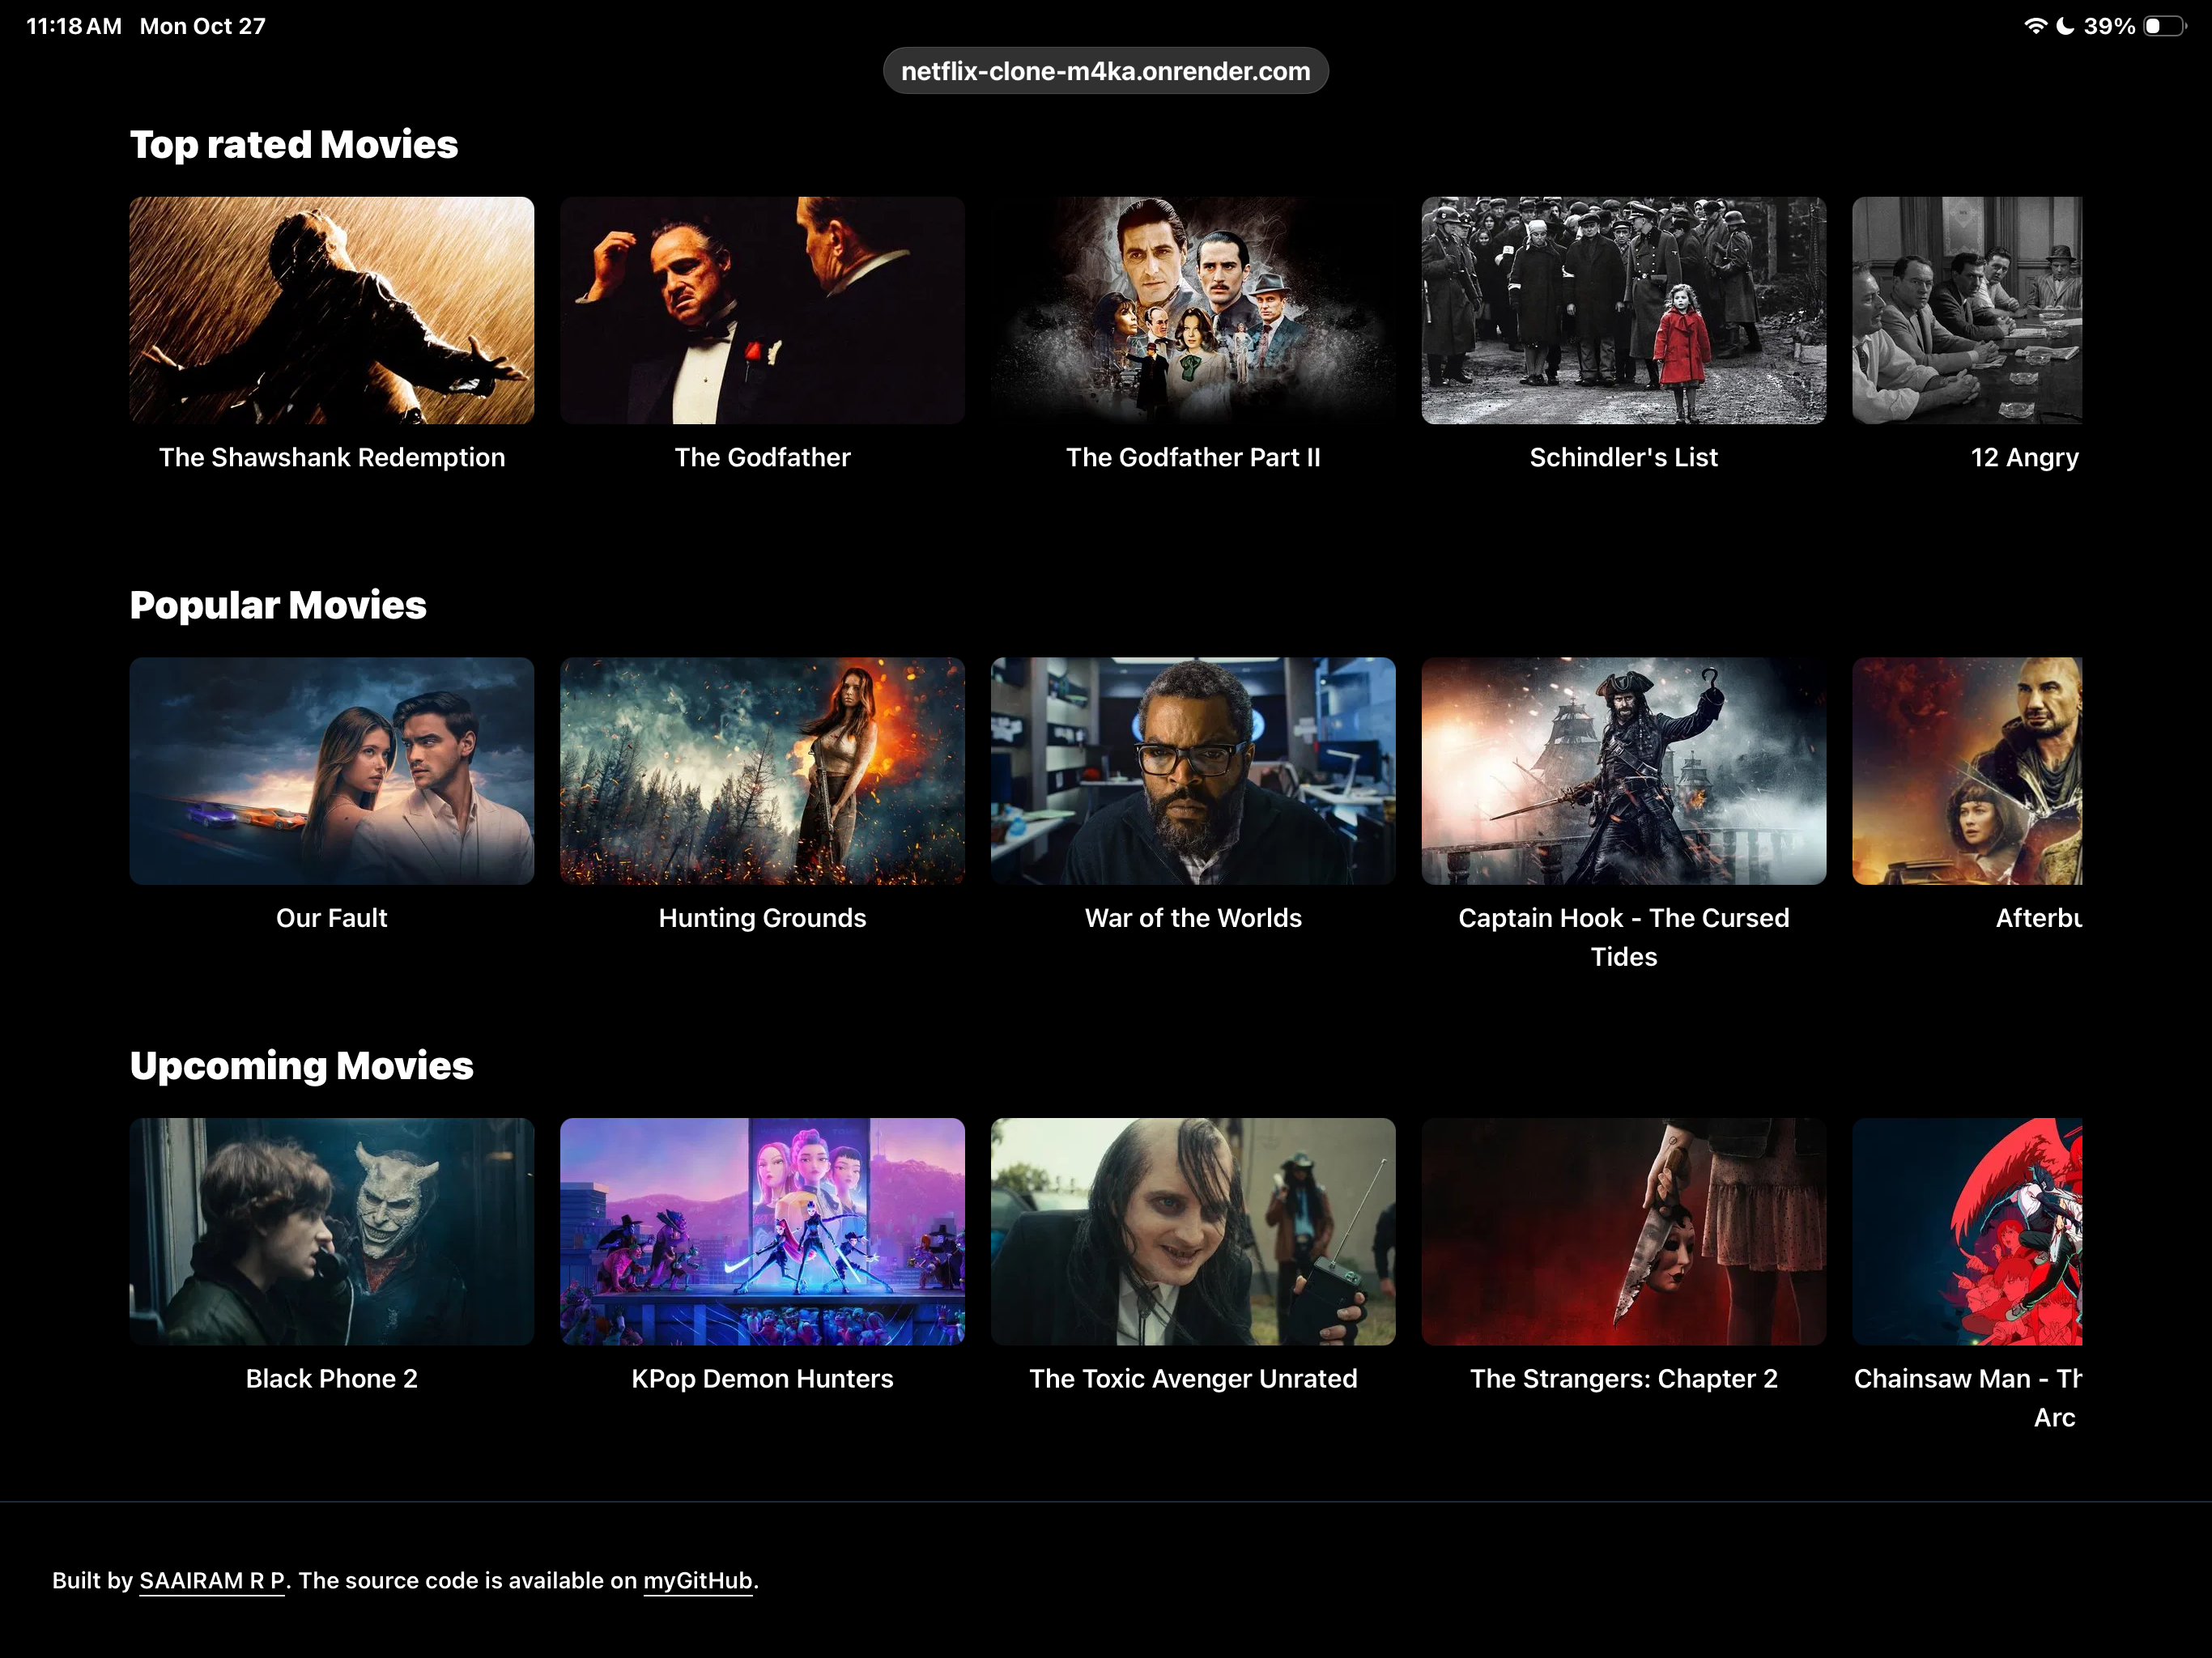 11:18 AM Mon Oct 27
39%
netflix-clone-m4ka.onrender.com
Top rated Movies
The Shawshank Redemption
The Godfather
The Godfather Part II
Schindler's List
12 Angry
Popular Movies
Our Fault
Hunting Grounds
War of the Worlds
Captain Hook - The Cursed
Tides
Afterbu
Upcoming Movies
Black Phone 2
KPop Demon Hunters
The Toxic Avenger Unrated
The Strangers: Chapter 2
Chainsaw Man - Th
Arc
Built by SAAIRAM R P. The source code is available on myGitHub.